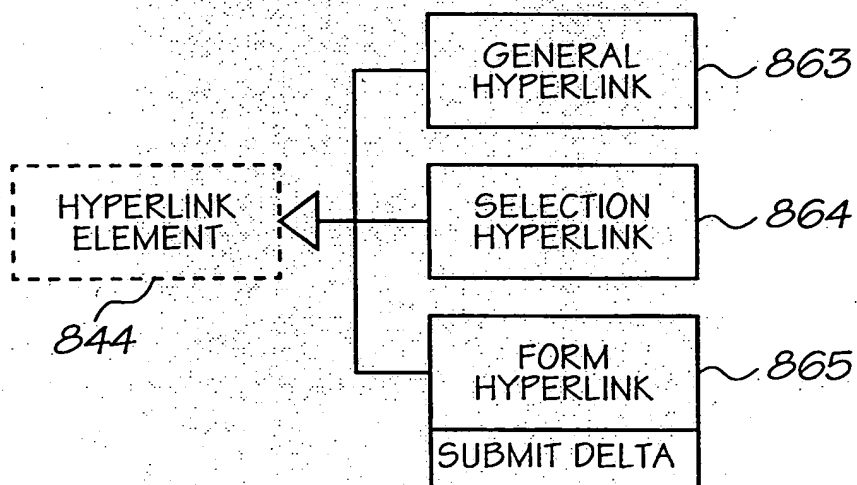 GENERAL
HYPERLINK
863
HYPERLINK
ELEMENT
844
SELECTION
HYPERLINK
864
FORM
HYPERLINK
865
SUBMIT DELTA